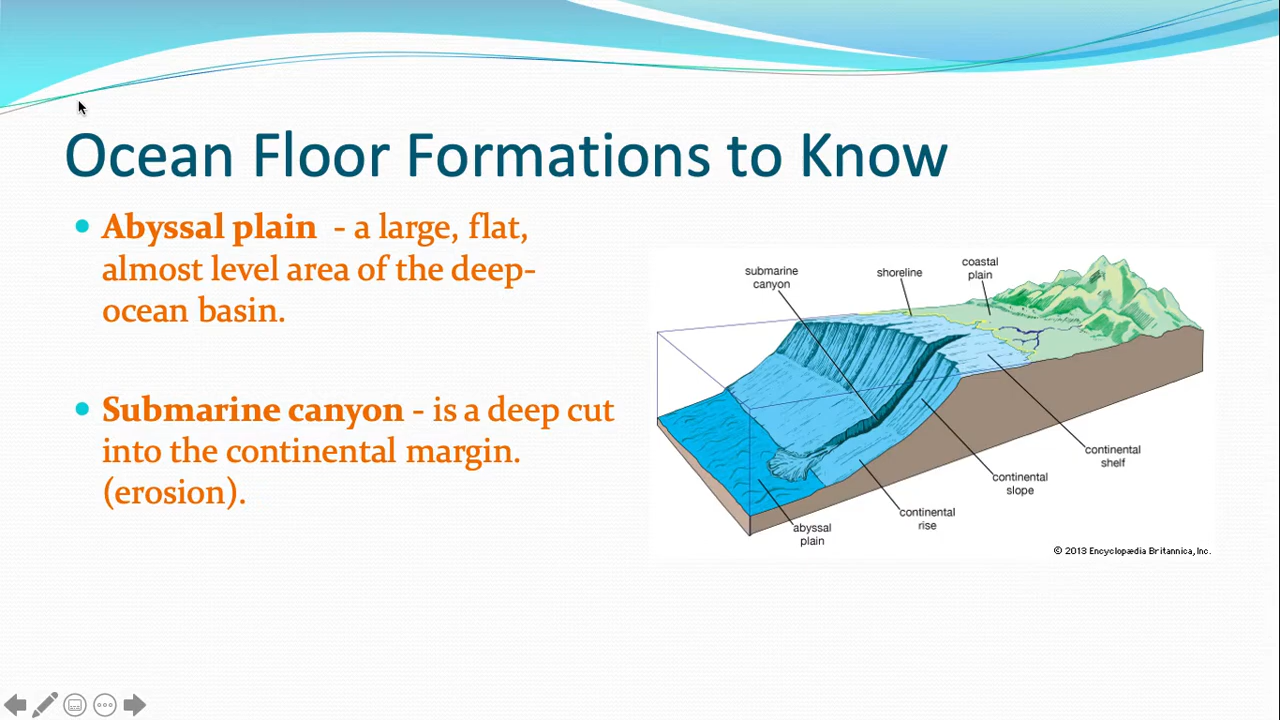 Ocean Floor Formations to Know
• Abyssal plain - a large, flat,
almost level area of the deep-
ocean basin.
• Submarine canyon - is a deep cut
into the continental margin.
(erosion).
submarine
canyon
shoreline
coastal
plain
continental
shelf
continental
slope
continental
rise
abyssal
plain
© 2013 Encyclopædia Britannica, Inc.